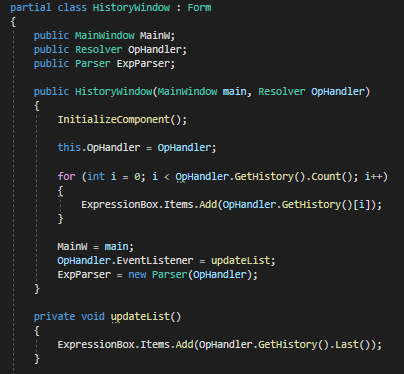 partial class HistoryWindow : Form
{
public MainWindow MainW;
public Resolver OpHandler;
public Parser ExpParser;
public HistoryWindow(MainWindow main, Resolver OpHandler)
{
InitializeComponent();
this.OpHandler = OpHandler;
for (int i = 0; i < OpHandler.GetHistory().Count(); i++)
{
ExpressionBox.Items.Add(OpHandler.GetHistory()[i]);
}
MainW = main;
OpHandler.EventListener = updateList;
ExpParser = new Parser(OpHandler);
}
private void updateList()
{
ExpressionBox.Items.Add(OpHandler.GetHistory().Last());
}